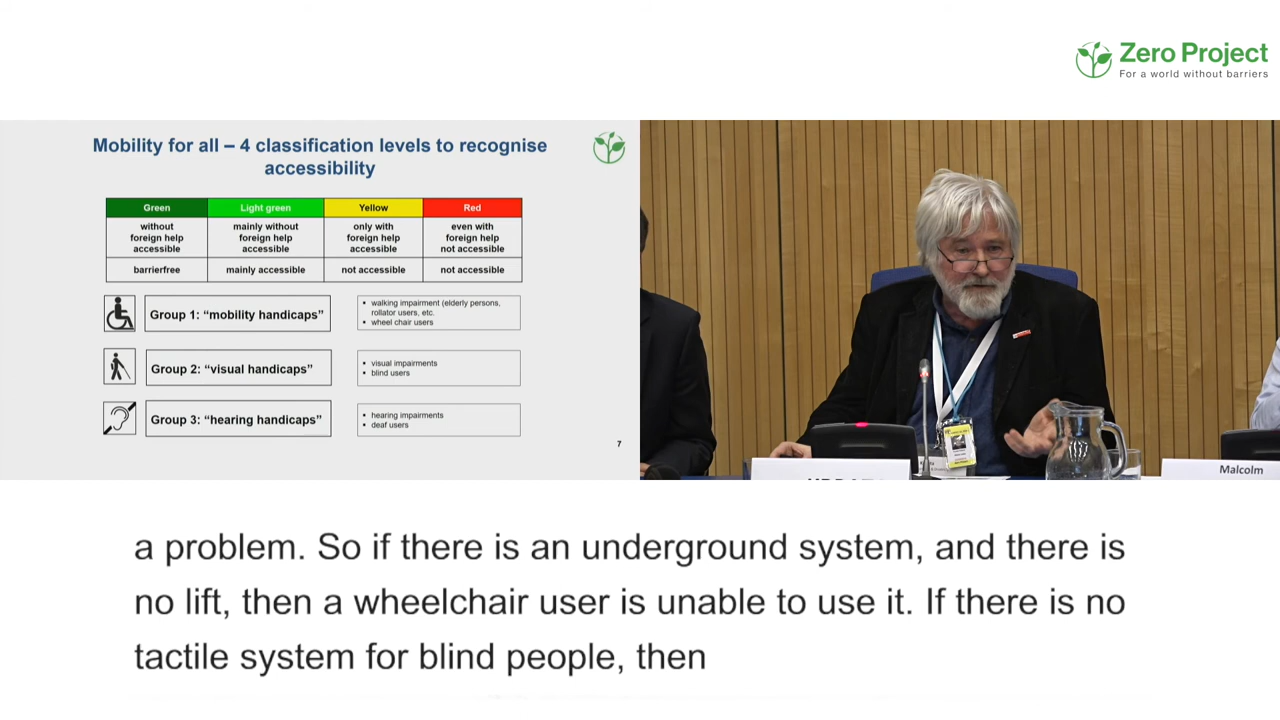 Zero Project
For a world without barriers
Mobility for all – 4 classification levels to recognise
accessibility
Green Light green Yellow Red
without foreign help accessible
mainly without foreign help accessible
only with foreign help accessible
even with foreign help not accessible
barrierfree mainly accessible not accessible not accessible
Group 1: “mobility handicaps”
• walking impairment (elderly persons,
rollator users, etc.
• wheel chair users
Group 2: “visual handicaps”
• visual impairments
• blind users
Group 3: “hearing handicaps”
• hearing impairments
• deaf users
7
Malcolm
a problem. So if there is an underground system, and there is
no lift, then a wheelchair user is unable to use it. If there is no
tactile system for blind people, then